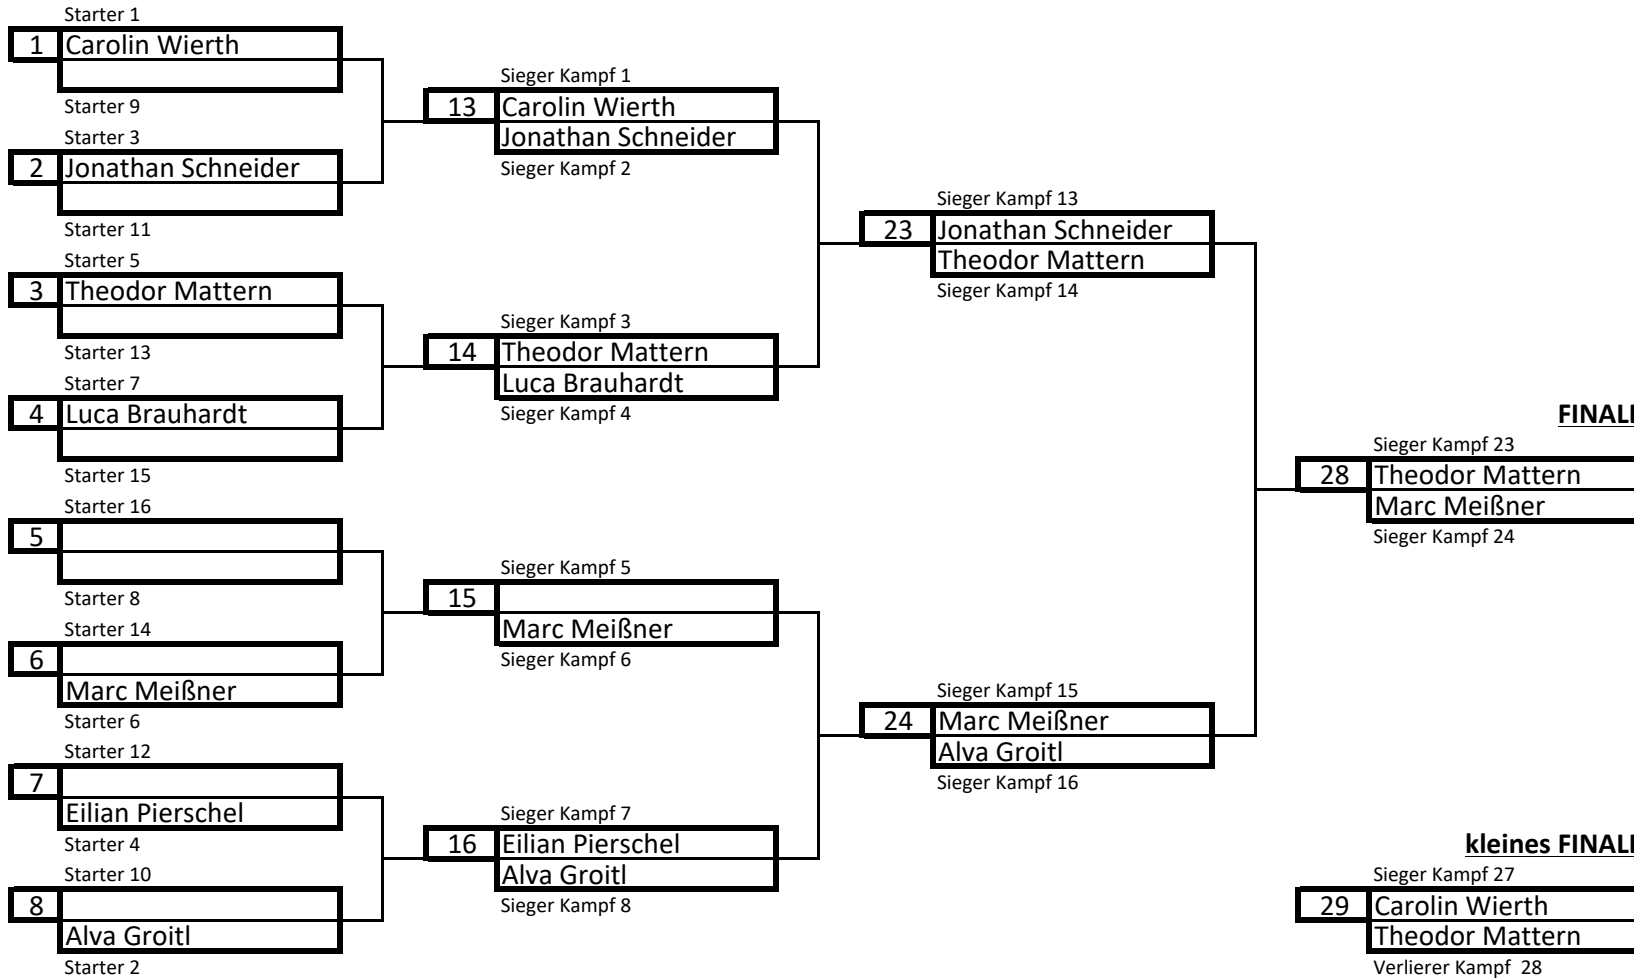 Starter 1
1 Carolin Wierth
Starter 9
Starter 3
2 Jonathan Schneider
Starter 11
Starter 5
3 Theodor Mattern
Starter 13
Starter 7
4 Luca Brauhardt
Starter 15
Starter 16
5
Starter 8
Starter 14
6
Marc Meißner
Starter 6
Starter 12
7
Eilian Pierschel
Starter 4
Starter 10
8
Alva Groitl
Starter 2
Sieger Kampf 1
13 Carolin Wierth
Jonathan Schneider
Sieger Kampf 2
Sieger Kampf 3
14 Theodor Mattern
Luca Brauhardt
Sieger Kampf 4
Sieger Kampf 5
15
Marc Meißner
Sieger Kampf 6
Sieger Kampf 7
16 Eilian Pierschel
Alva Groitl
Sieger Kampf 8
Sieger Kampf 13
23 Jonathan Schneider
Theodor Mattern
Sieger Kampf 14
Sieger Kampf 15
24 Marc Meißner
Alva Groitl
Sieger Kampf 16
FINAL
Sieger Kampf 23
28 Theodor Mattern
Marc Meißner
Sieger Kampf 24
kleines FINAL
Sieger Kampf 27
29 Carolin Wierth
Theodor Mattern
Verlierer Kampf 28